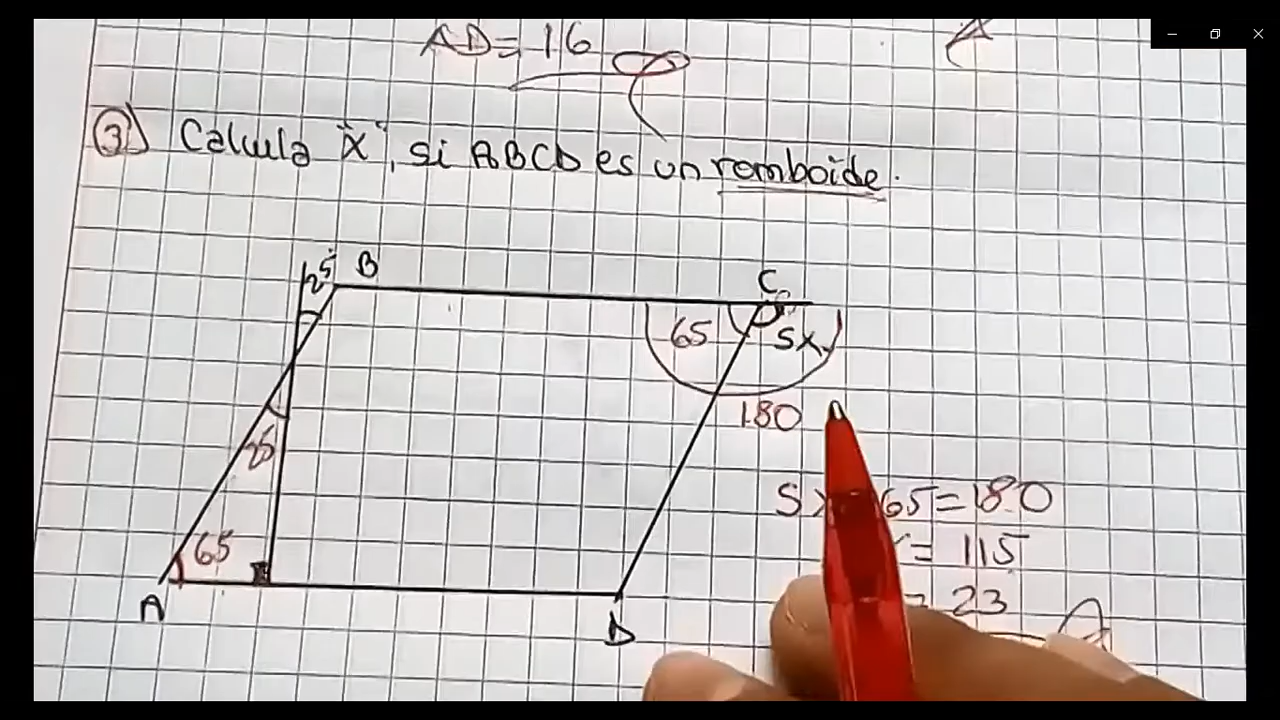 AD=16
3) Calcula "x", si ABCD es un romboide.
25° B
C
65 5x
180
25
65
A
D
65=180
= 115
23